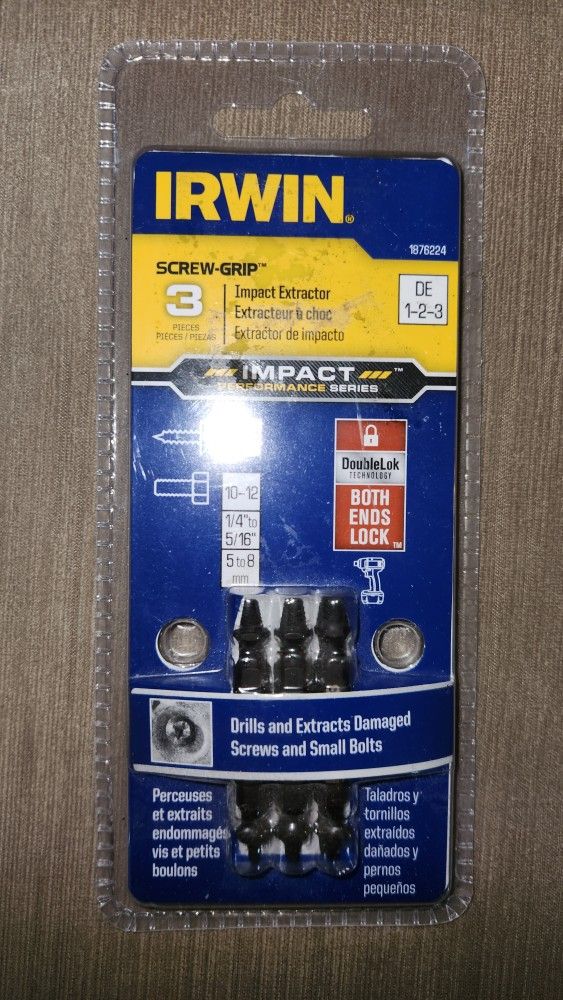 IRWIN®
1876224
SCREW-GRIP™
3
PIECES
PIÈCES / PIEZAS
Impact Extractor
Extracteur à choc
Extractor de impacto
DE
1-2-3
IMPACT™
PERFORMANCE SERIES
10-12
1/4" to
5/16"
5 to 8
mm
DoubleLok
TECHNOLOGY
BOTH
ENDS
LOCK™
Drills and Extracts Damaged
Screws and Small Bolts
Perceuses
et extraits
endommagés
vis et petits
boulons
Taladros y
tornillos
extraídos
dañados y
pernos
pequeños